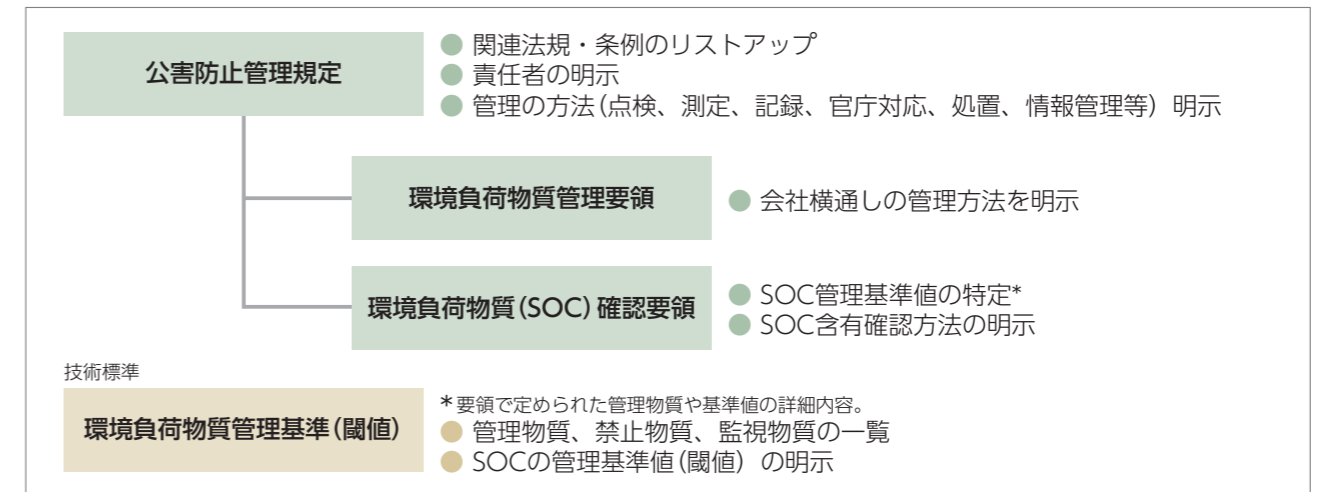 公害防止管理規定
● 関連法規・条例のリストアップ
● 責任者の明示
● 管理の方法(点検、測定、記録、官庁対応、処置、情報管理等)明示
環境負荷物質管理要領
● 会社横通しの管理方法を明示
環境負荷物質(SOC)確認要領
● SOC管理基準値の特定*
● SOC含有確認方法の明示
技術標準
環境負荷物質管理基準(閾値)
*要領で定められた管理物質や基準値の詳細内容。
● 管理物質、禁止物質、監視物質の一覧
● SOCの管理基準値(閾値)の明示